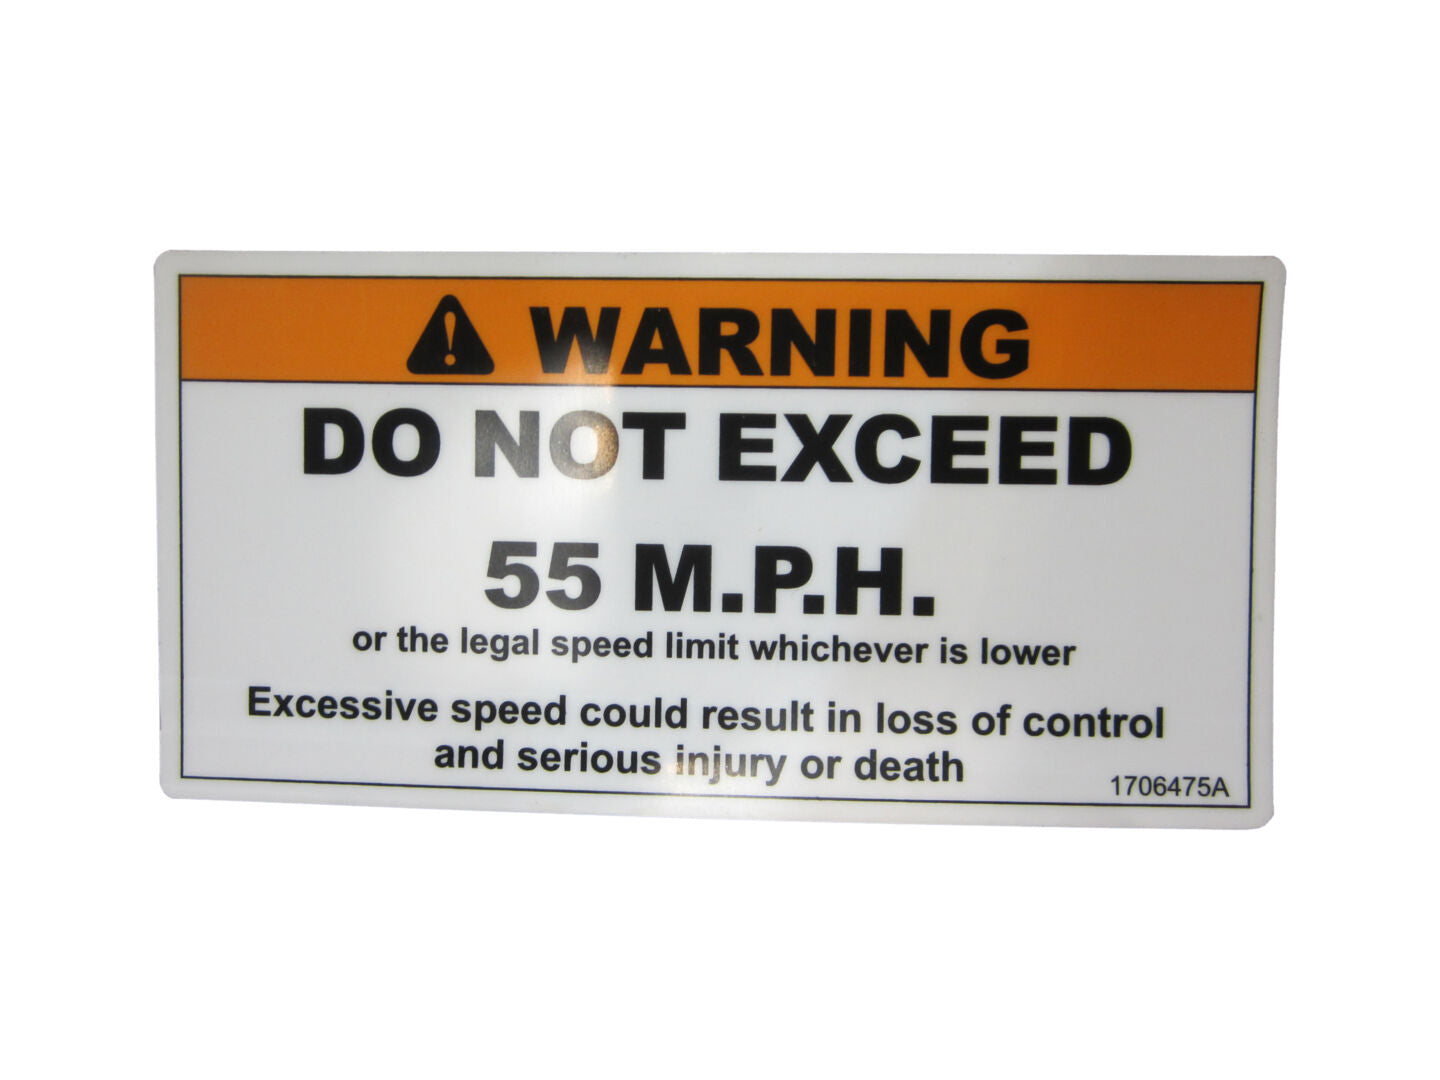 WARNING
DO NOT EXCEED
55 M.P.H.
or the legal speed limit whichever is lower
Excessive speed could result in loss of control
and serious injury or death
1706475A